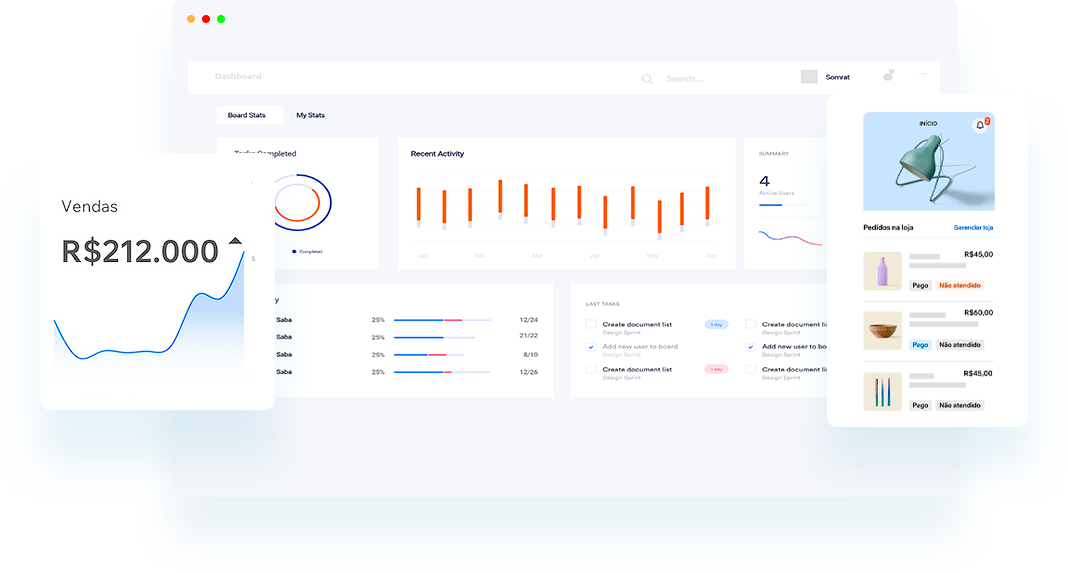 Dashboard
Search....
Somrat
Board Stats
My Stats
Tasks Completed
Completed
Recent Activity
Jan
Feb
Mar
Apr
May
Jun
SUMMARY
4
Active Users
Vendas
R$212.000
S
y
Saba
25%
12/24
Saba
25%
21/22
Saba
25%
8/10
Saba
25%
12/26
LAST TASKS
Create document list
Design Sprint
1 day
Add new user to board
Design Sprint
Create document list
Design Sprint
1 day
Create document lis
Design Sprint
Add new user to bo
Design Sprint
Create document lis
Design Sprint
INÍCIO
2
Pedidos na loja
Gerenciar loja
R$45,00
Pago
Não atendido
R$60,00
Pago
Não atendido
R$45,00
Pago
Não atendido